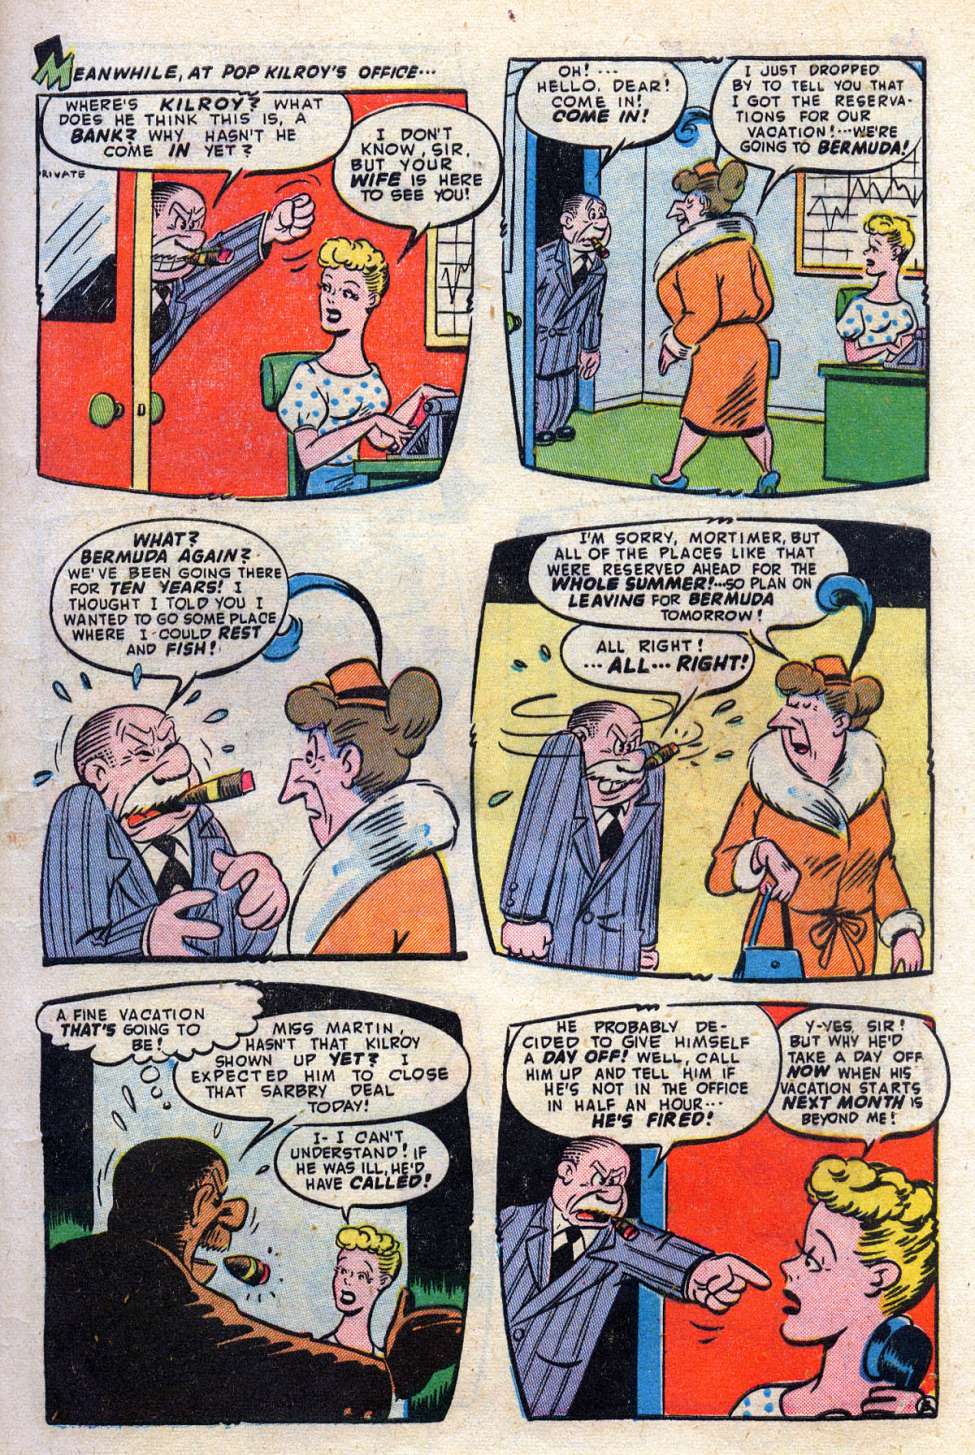 MEANWHILE, AT POP KILROY'S OFFICE...
WHERE'S KILROY? WHAT
DOES HE THINK THIS IS, A
BANK? WHY HASN'T HE
COME IN YET?
I DON'T
KNOW, SIR,
BUT YOUR
WIFE IS HERE
TO SEE YOU!
RIVATE
OH! ...
HELLO, DEAR!
COME IN!
COME IN!
I JUST DROPPED
BY TO TELL YOU THAT
I GOT THE RESERVA-
TIONS FOR OUR
VACATION!...WE'RE
GOING TO BERMUDA!
WHAT?
BERMUDA AGAIN?
WE'VE BEEN GOING THERE
FOR TEN YEARS! I
THOUGHT I TOLD YOU I
WANTED TO GO SOME PLACE
WHERE I COULD REST
AND FISH!
I'M SORRY, MORTIMER, BUT
ALL OF THE PLACES LIKE THAT
WERE RESERVED AHEAD FOR THE
WHOLE SUMMER!...SO PLAN ON
LEAVING FOR BERMUDA
TOMORROW!
ALL RIGHT!
... ALL... RIGHT!
A FINE VACATION
THAT'S GOING TO
BE!
MISS MARTIN,
HASN'T THAT KILROY
SHOWN UP YET? I
EXPECTED HIM TO CLOSE
THAT SARBRY DEAL
TODAY!
I- I CAN'T
UNDERSTAND! IF
HE WAS ILL, HE'D
HAVE CALLED!
HE PROBABLY DE-
CIDED TO GIVE HIMSELF
A DAY OFF! WELL, CALL
HIM UP AND TELL HIM IF
HE'S NOT IN THE OFFICE
IN HALF AN HOUR...
HE'S FIRED!
Y-YES, SIR!
BUT WHY HE'D
TAKE A DAY OFF
NOW WHEN HIS
VACATION STARTS
NEXT MONTH IS
BEYOND ME!